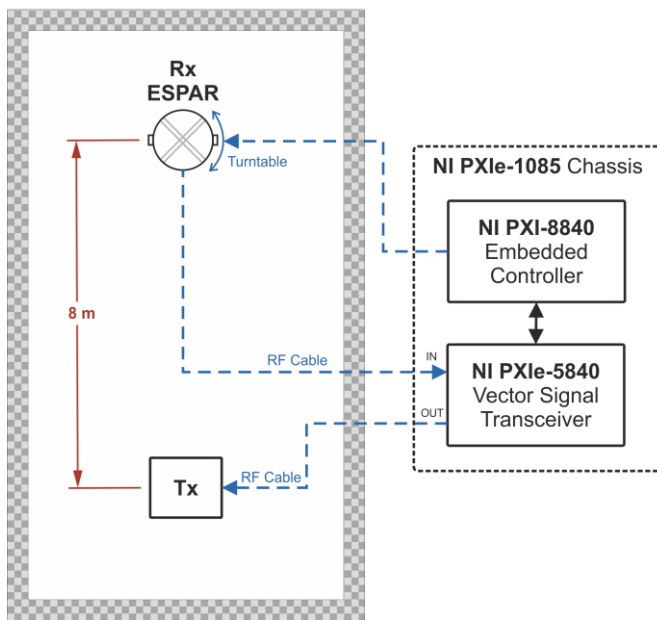 Rx
ESPAR
Turntable
NI PXIe-1085 Chassis
NI PXI-8840
Embedded
Controller
8 m
RF Cable
IN
NI PXIe-5840
Vector Signal
Transceiver
OUT
Tx
RF Cable